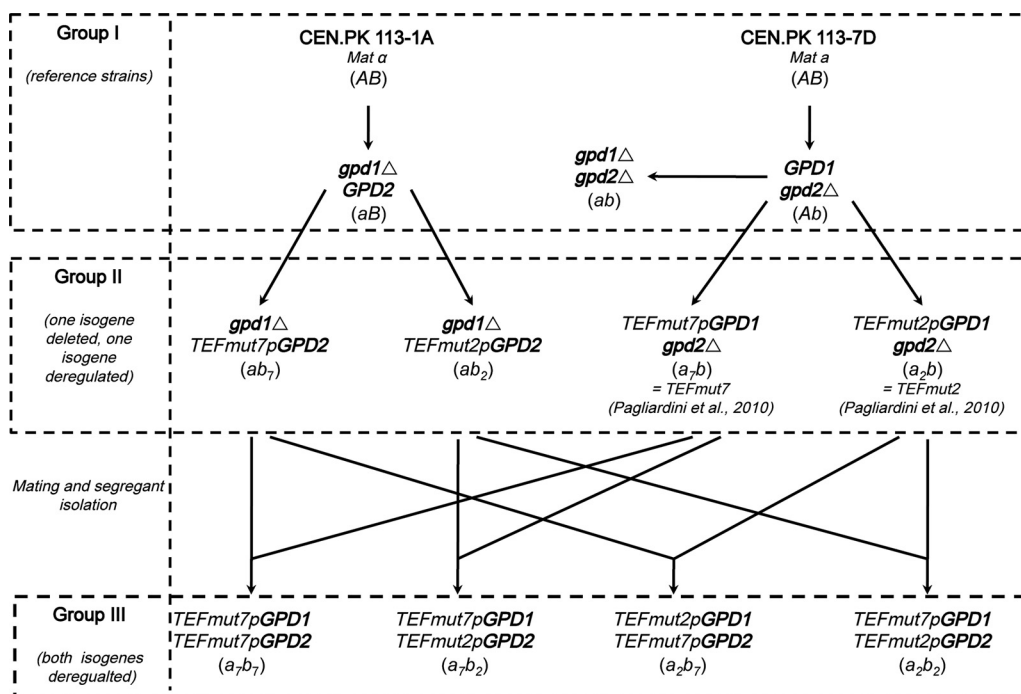 Group I
(reference strains)
CEN.PK 113-1A
Mat α
(AB)
CEN.PK 113-7D
Mat a
(AB)
gpd1△
GPD2
(aB)
gpd1△
gpd2△
(ab)
GPD1
gpd2△
(Ab)
Group II
(one isogene
deleted, one
isogene
deregulated)
gpd1△
TEFmut7pGPD2
(ab₇)
gpd1△
TEFmut2pGPD2
(ab₂)
TEFmut7pGPD1
gpd2△
(a₇b)
= TEFmut7
(Pagliardini et al., 2010)
TEFmut2pGPD1
gpd2△
(a₂b)
= TEFmut2
(Pagliardini et al., 2010)
Mating and segregant
isolation
Group III
(both isogenes
deregualted)
TEFmut7pGPD1
TEFmut7pGPD2
(a₇b₇)
TEFmut7pGPD1
TEFmut2pGPD2
(a₇b₂)
TEFmut2pGPD1
TEFmut7pGPD2
(a₂b₇)
TEFmut2pGPD1
TEFmut2pGPD2
(a₂b₂)